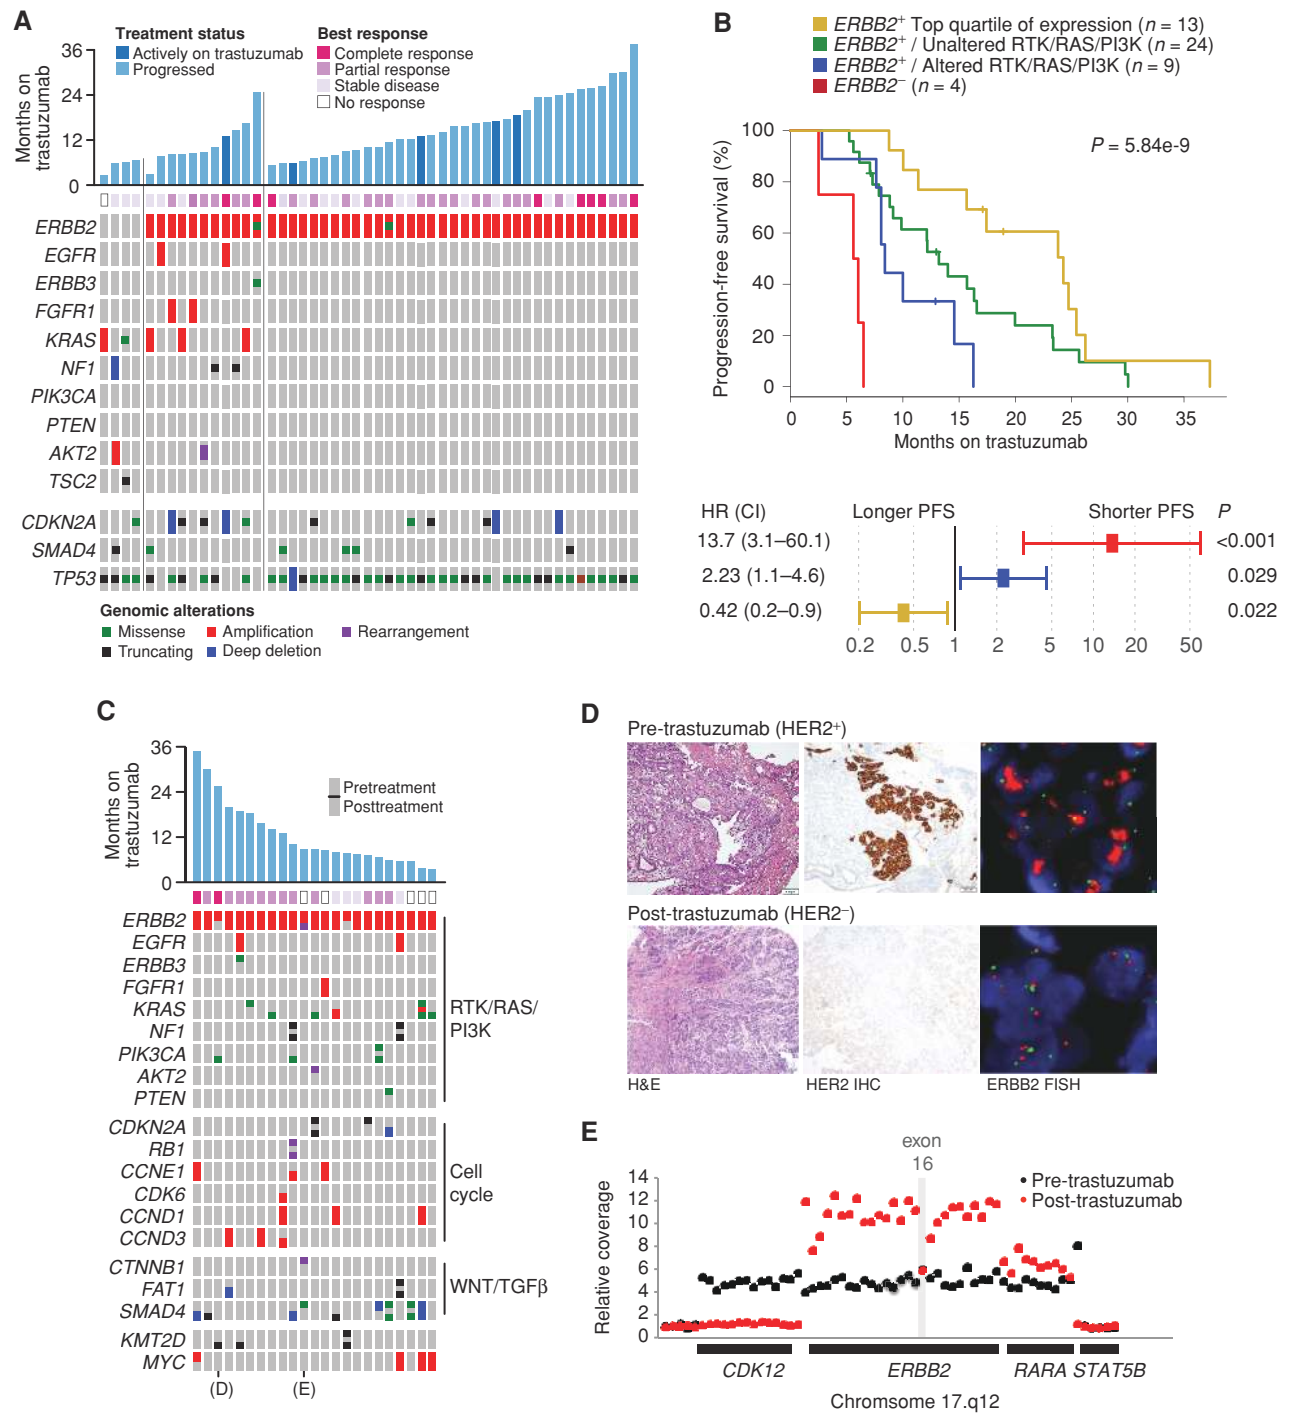 A
Treatment status
Actively on trastuzumab
Progressed
Best response
Complete response
Partial response
Stable disease
No response
Months on
trastuzumab
36
24
12
0
ERBB2
EGFR
ERBB3
FGFR1
KRAS
NF1
PIK3CA
PTEN
AKT2
TSC2
CDKN2A
SMAD4
TP53
Genomic alterations
Missense
Amplification
Rearrangement
Truncating
Deep deletion
B
ERBB2+ Top quartile of expression (n = 13)
ERBB2+ / Unaltered RTK/RAS/PI3K (n = 24)
ERBB2+ / Altered RTK/RAS/PI3K (n = 9)
ERBB2− (n = 4)
P = 5.84e-9
Progression-free survival (%)
100
80
60
40
20
0
0 5 10 15 20 25 30 35
Months on trastuzumab
HR (CI) Longer PFS Shorter PFS P
13.7 (3.1–60.1) <0.001
2.23 (1.1–4.6) 0.029
0.42 (0.2–0.9) 0.022
0.2 0.5 1 2 5 10 20 50
C
Months on
trastuzumab
36
24
12
0
Pretreatment
Posttreatment
ERBB2
EGFR
ERBB3
FGFR1
KRAS
NF1
PIK3CA
AKT2
PTEN
RTK/RAS/
PI3K
CDKN2A
RB1
CCNE1
CDK6
CCND1
CCND3
Cell
cycle
CTNNB1
FAT1
SMAD4
WNT/TGFβ
KMT2D
MYC
(D) (E)
D
Pre-trastuzumab (HER2+)
Post-trastuzumab (HER2−)
H&E HER2 IHC ERBB2 FISH
E
exon
16
Pre-trastuzumab
Post-trastuzumab
Relative coverage
14
12
10
8
6
4
2
0
CDK12 ERBB2 RARA STAT5B
Chromsome 17.q12